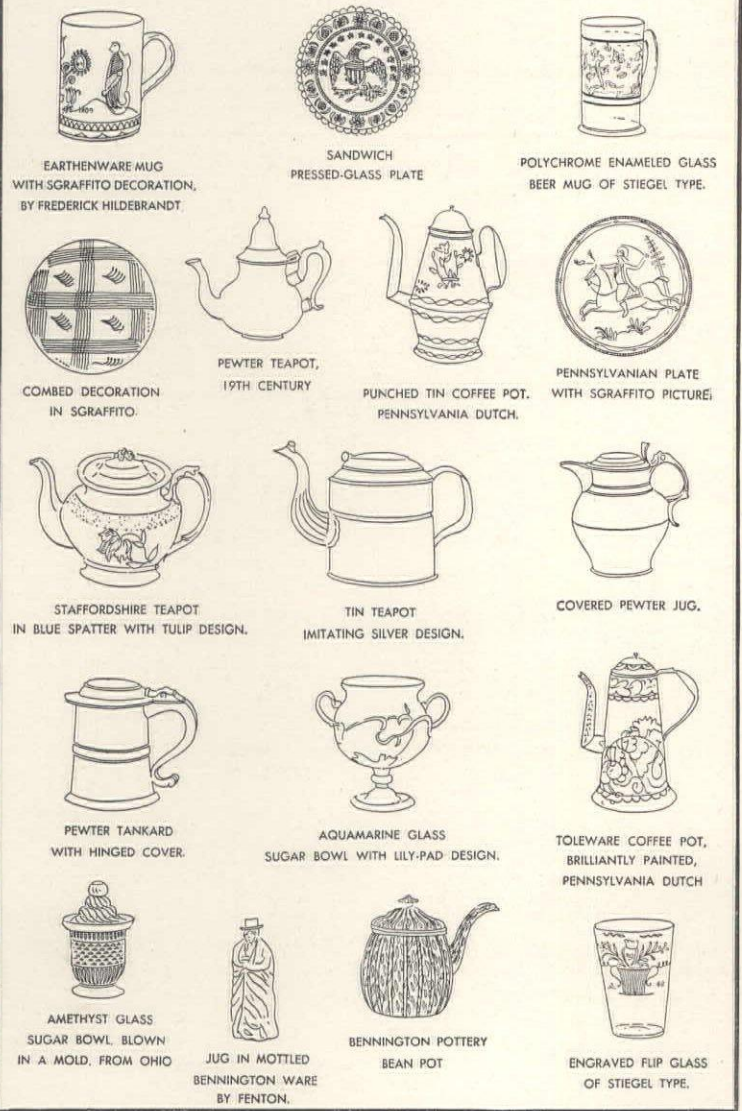 EARTHENWARE MUG
WITH SGRAFFITO DECORATION,
BY FREDERICK HILDEBRANDT
SANDWICH
PRESSED-GLASS PLATE
POLYCHROME ENAMELED GLASS
BEER MUG OF STIEGEL TYPE.
COMBED DECORATION
IN SGRAFFITO.
PEWTER TEAPOT,
19TH CENTURY
PUNCHED TIN COFFEE POT.
PENNSYLVANIA DUTCH.
PENNSYLVANIAN PLATE
WITH SGRAFFITO PICTURE.
STAFFORDSHIRE TEAPOT
IN BLUE SPATTER WITH TULIP DESIGN.
TIN TEAPOT
IMITATING SILVER DESIGN.
COVERED PEWTER JUG.
PEWTER TANKARD
WITH HINGED COVER.
AQUAMARINE GLASS
SUGAR BOWL WITH LILY-PAD DESIGN.
TOLEWARE COFFEE POT,
BRILLIANTLY PAINTED,
PENNSYLVANIA DUTCH
AMETHYST GLASS
SUGAR BOWL, BLOWN
IN A MOLD, FROM OHIO
JUG IN MOTTLED
BENNINGTON WARE
BY FENTON.
BENNINGTON POTTERY
BEAN POT
ENGRAVED FLIP GLASS
OF STIEGEL TYPE.